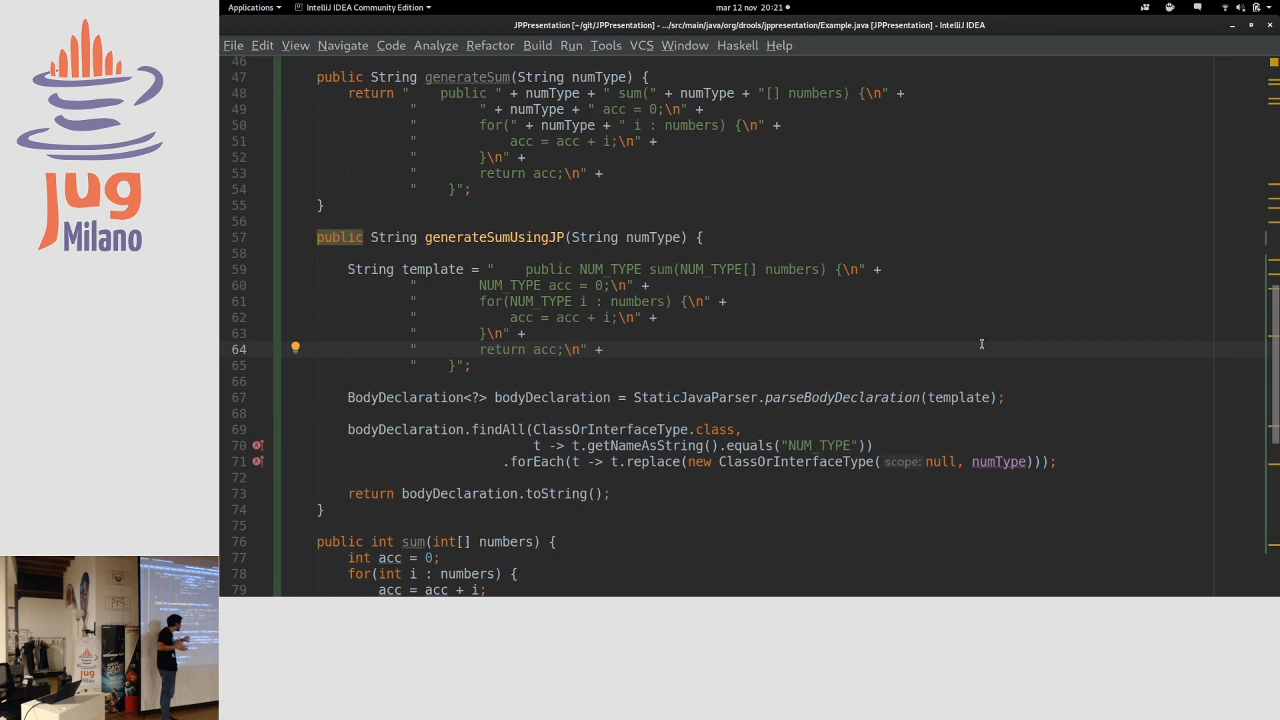 Applications
IntelliJ IDEA Community Edition
mar 12 nov 20:21
JPPresentation [~/git/JPPresentation] - .../src/main/java/org/drools/jppresentation/Example.java [JPPresentation] - IntelliJ IDEA
File Edit View Navigate Code Analyze Refactor Build Run Tools VCS Window Haskell Help
46
47 public String generateSum(String numType) {
48 return "    public " + numType + " sum(" + numType + "[] numbers) {\n" +
49 "        " + numType + " acc = 0;\n" +
50 "        for(" + numType + " i : numbers) {\n" +
51 "            acc = acc + i;\n" +
52 "        }\n" +
53 "        return acc;\n" +
54 "    }";
55 }
56
57 public String generateSumUsingJP(String numType) {
58
59 String template = "    public NUM_TYPE sum(NUM_TYPE[] numbers) {\n" +
60 "        NUM_TYPE acc = 0;\n" +
61 "        for(NUM_TYPE i : numbers) {\n" +
62 "            acc = acc + i;\n" +
63 "        }\n" +
64 "        return acc;\n" +
65 "    }";
66
67 BodyDeclaration<?> bodyDeclaration = StaticJavaParser.parseBodyDeclaration(template);
68
69 bodyDeclaration.findAll(ClassOrInterfaceType.class,
70 t -> t.getNameAsString().equals("NUM_TYPE"))
71 .forEach(t -> t.replace(new ClassOrInterfaceType( scope: null, numType)));
72
73 return bodyDeclaration.toString();
74 }
75
76 public int sum(int[] numbers) {
77 int acc = 0;
78 for(int i : numbers) {
79 acc = acc + i;
Jug
Milano
Jug
Milano